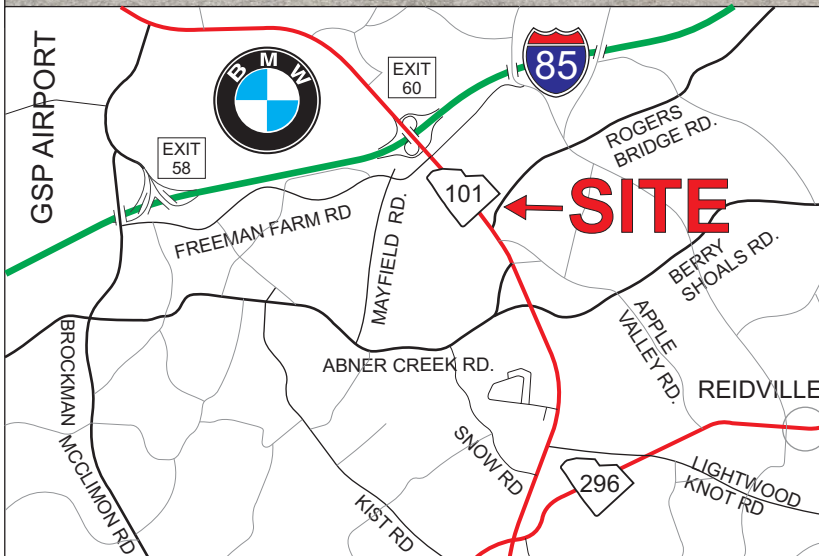 GSP AIRPORT
BMW
EXIT
60
85
EXIT
58
ROGERS
BRIDGE RD.
101
SITE
FREEMAN FARM RD
MAYFIELD RD.
BERRY
SHOALS RD.
BROCKMAN
MCCLIMON RD
ABNER CREEK RD.
APPLE
VALLEY RD.
REIDVILLE
SNOW RD
KIST RD
296
LIGHTWOOD
KNOT RD